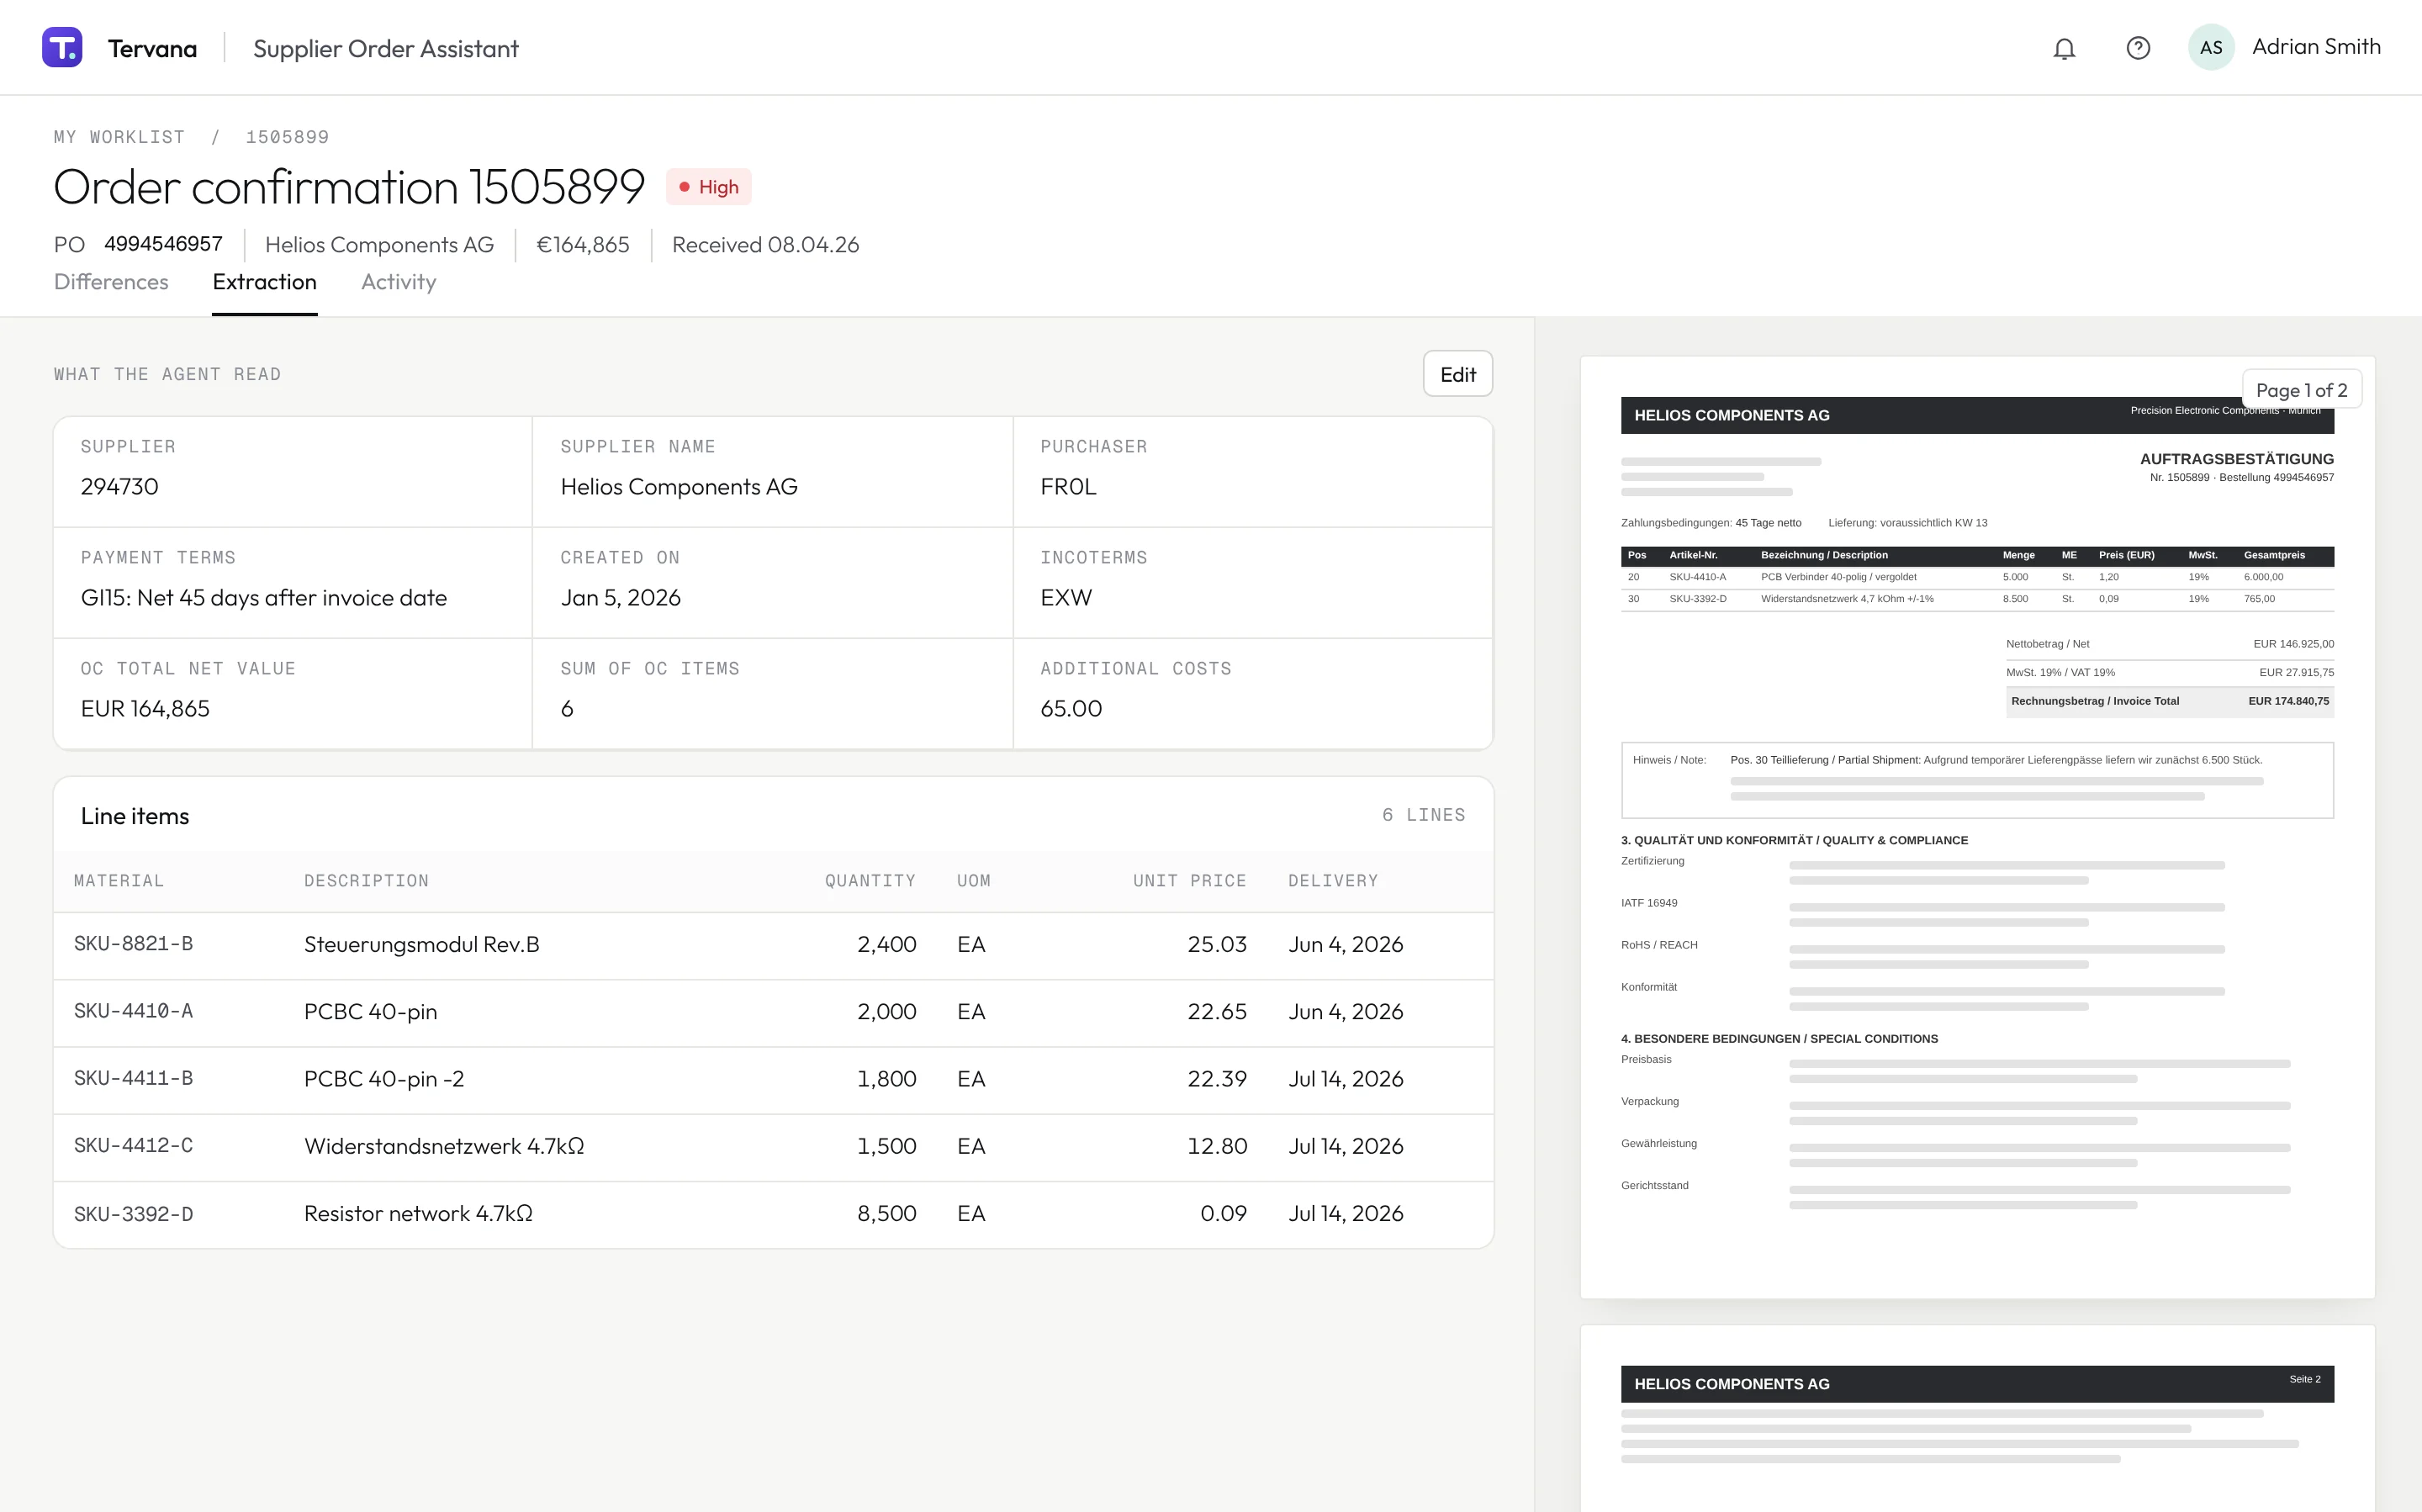 T. Tervana Supplier Order Assistant AS Adrian Smith
MY WORKLIST / 1505899
Order confirmation 1505899 High
PO 4994546957 Helios Components AG €164,865 Received 08.04.26
Differences Extraction Activity
WHAT THE AGENT READ Edit
SUPPLIER SUPPLIER NAME PURCHASER
294730 Helios Components AG FR0L
PAYMENT TERMS CREATED ON INCOTERMS
GI15: Net 45 days after invoice date Jan 5, 2026 EXW
OC TOTAL NET VALUE SUM OF OC ITEMS ADDITIONAL COSTS
EUR 164,865 6 65.00
Line items 6 LINES
MATERIAL DESCRIPTION QUANTITY UOM UNIT PRICE DELIVERY
SKU-8821-B Steuerungsmodul Rev.B 2,400 EA 25.03 Jun 4, 2026
SKU-4410-A PCBC 40-pin 2,000 EA 22.65 Jun 4, 2026
SKU-4411-B PCBC 40-pin -2 1,800 EA 22.39 Jul 14, 2026
SKU-4412-C Widerstandsnetzwerk 4.7kΩ 1,500 EA 12.80 Jul 14, 2026
SKU-3392-D Resistor network 4.7kΩ 8,500 EA 0.09 Jul 14, 2026
Page 1 of 2
HELIOS COMPONENTS AG Precision Electronic Components · Munich
AUFTRAGSBESTÄTIGUNG
Nr. 1505899 · Bestellung 4994546957
Zahlungsbedingungen: 45 Tage netto Lieferung: voraussichtlich KW 13
Pos Artikel-Nr. Bezeichnung / Description Menge ME Preis (EUR) MwSt. Gesamtpreis
20 SKU-4410-A PCB Verbinder 40-polig / vergoldet 5.000 St. 1,20 19% 6.000,00
30 SKU-3392-D Widerstandsnetzwerk 4,7 kOhm +/-1% 8.500 St. 0,09 19% 765,00
Nettobetrag / Net EUR 146.925,00
MwSt. 19% / VAT 19% EUR 27.915,75
Rechnungsbetrag / Invoice Total EUR 174.840,75
Hinweis / Note: Pos. 30 Teillieferung / Partial Shipment: Aufgrund temporärer Lieferengpässe liefern wir zunächst 6.500 Stück.
3. QUALITÄT UND KONFORMITÄT / QUALITY & COMPLIANCE
Zertifizierung
IATF 16949
RoHS / REACH
Konformität
4. BESONDERE BEDINGUNGEN / SPECIAL CONDITIONS
Preisbasis
Verpackung
Gewährleistung
Gerichtsstand
HELIOS COMPONENTS AG Seite 2